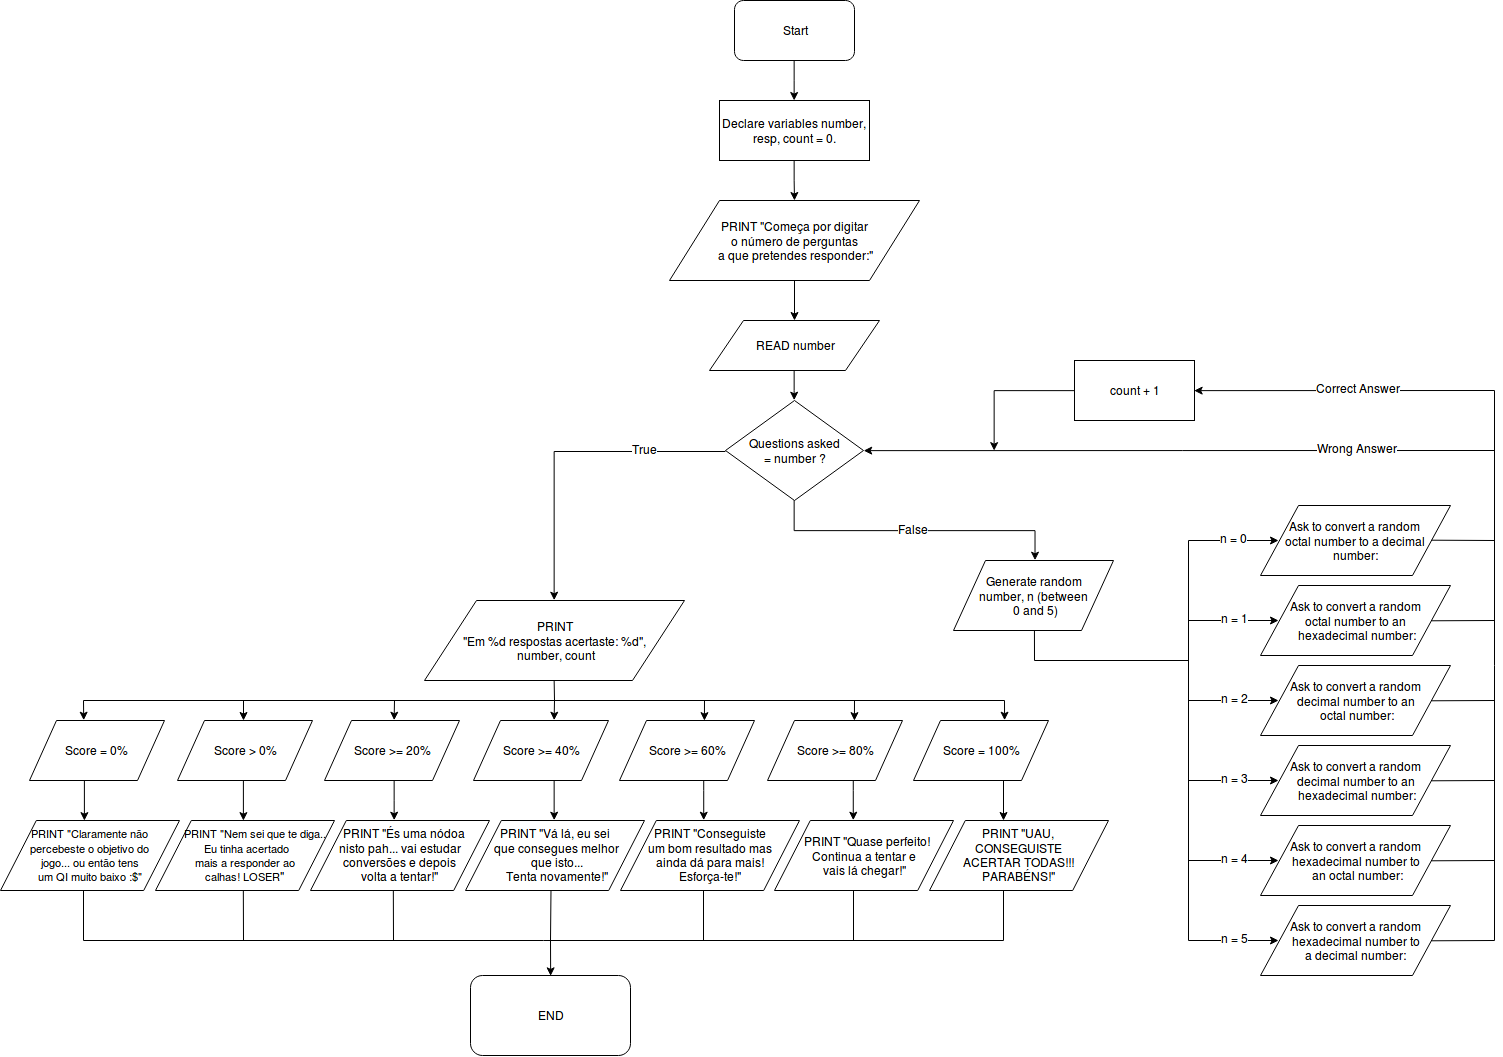 Start
Declare variables number,
resp, count = 0.
PRINT "Começa por digitar
o número de perguntas
a que pretendes responder:"
READ number
count + 1
Correct Answer
Questions asked
= number ?
True
Wrong Answer
False
Generate random
number, n (between
0 and 5)
n = 0
Ask to convert a random
octal number to a decimal
number:
n = 1
Ask to convert a random
octal number to an
hexadecimal number:
n = 2
Ask to convert a random
decimal number to an
octal number:
n = 3
Ask to convert a random
decimal number to an
hexadecimal number:
n = 4
Ask to convert a random
hexadecimal number to
an octal number:
n = 5
Ask to convert a random
hexadecimal number to
a decimal number:
PRINT
"Em %d respostas acertaste: %d",
number, count
Score = 0%
Score > 0%
Score >= 20%
Score >= 40%
Score >= 60%
Score >= 80%
Score = 100%
PRINT "Claramente não
percebeste o objetivo do
jogo... ou então tens
um QI muito baixo :$"
PRINT "Nem sei que te diga..
Eu tinha acertado
mais a responder ao
calhas! LOSER"
PRINT "És uma nódoa
nisto pah... vai estudar
conversões e depois
volta a tentar!"
PRINT "Vá lá, eu sei
que consegues melhor
que isto...
Tenta novamente!"
PRINT "Conseguiste
um bom resultado mas
ainda dá para mais!
Esforça-te!"
PRINT "Quase perfeito!
Continua a tentar e
vais lá chegar!"
PRINT "UAU,
CONSEGUISTE
ACERTAR TODAS!!!
PARABÉNS!"
END